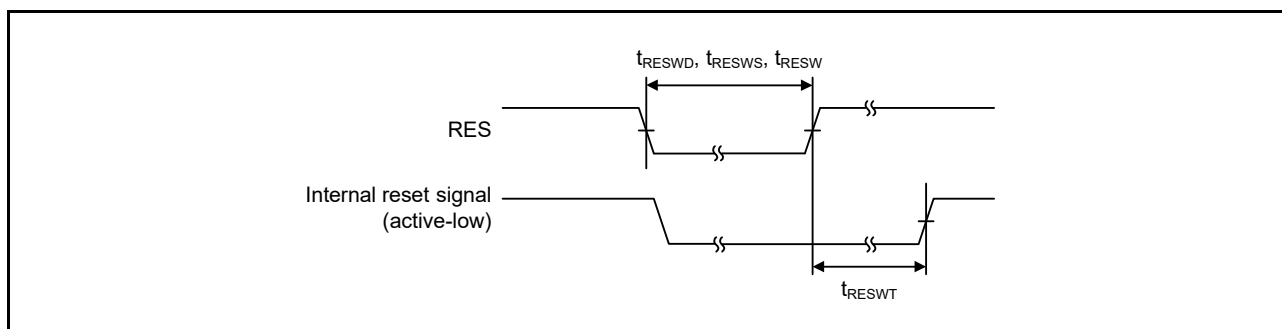 tRESWD, tRESWS, tRESW
RES
Internal reset signal
(active-low)
tRESWT